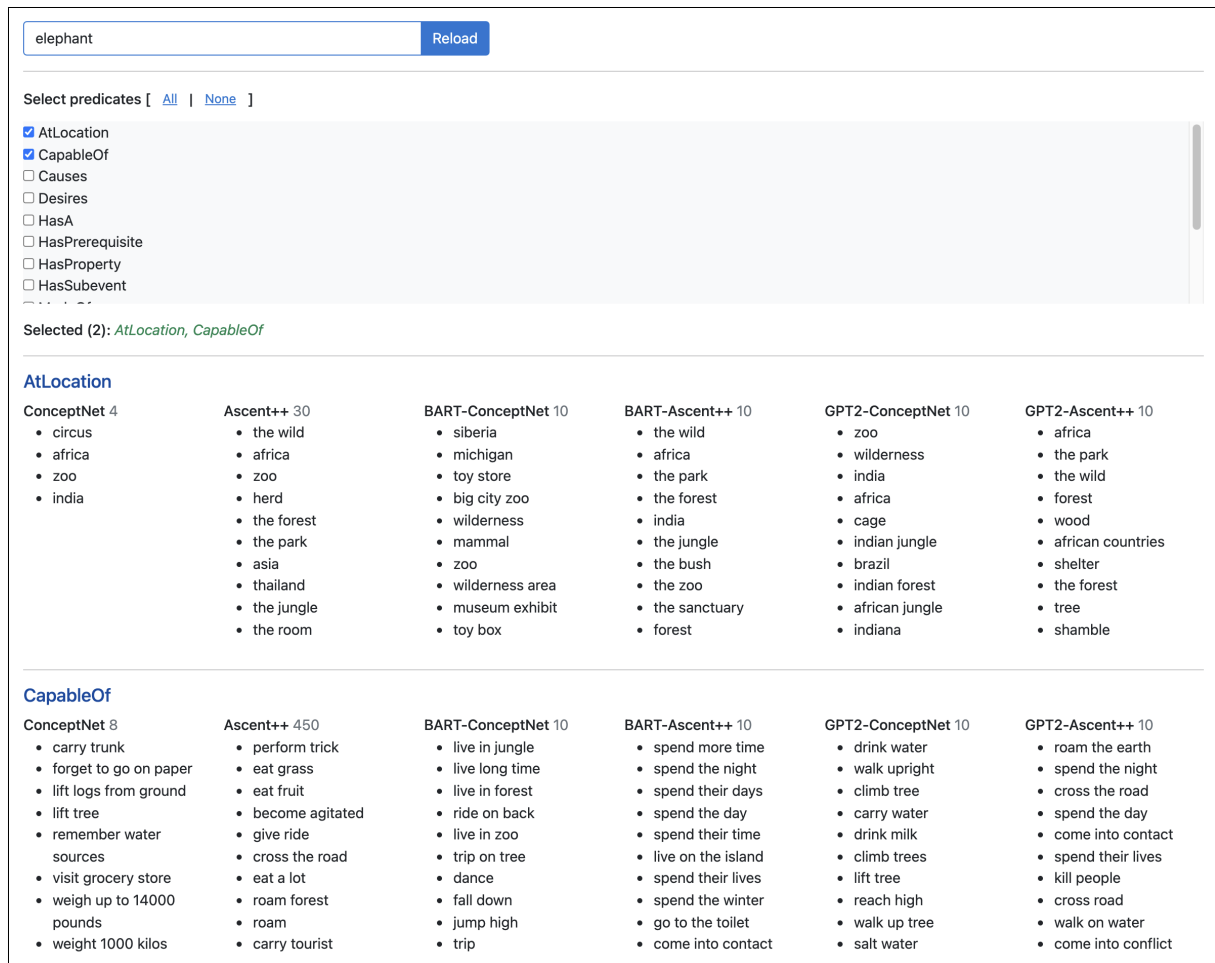 elephant
Reload
Select predicates [ All | None ]
AtLocation
CapableOf
Causes
Desires
HasA
HasPrerequisite
HasProperty
HasSubevent
Selected (2): AtLocation, CapableOf
AtLocation
ConceptNet 4
• circus
• africa
• zoo
• india
Ascent++ 30
• the wild
• africa
• zoo
• herd
• the forest
• the park
• asia
• thailand
• the jungle
• the room
BART-ConceptNet 10
• siberia
• michigan
• toy store
• big city zoo
• wilderness
• mammal
• zoo
• wilderness area
• museum exhibit
• toy box
BART-Ascent++ 10
• the wild
• africa
• the park
• the forest
• india
• the jungle
• the bush
• the zoo
• the sanctuary
• forest
GPT2-ConceptNet 10
• zoo
• wilderness
• india
• africa
• cage
• indian jungle
• brazil
• indian forest
• african jungle
• indiana
GPT2-Ascent++ 10
• africa
• the park
• the wild
• forest
• wood
• african countries
• shelter
• the forest
• tree
• shamble
CapableOf
ConceptNet 8
• carry trunk
• forget to go on paper
• lift logs from ground
• lift tree
• remember water
sources
• visit grocery store
• weigh up to 14000
pounds
• weight 1000 kilos
Ascent++ 450
• perform trick
• eat grass
• eat fruit
• become agitated
• give ride
• cross the road
• eat a lot
• roam forest
• roam
• carry tourist
BART-ConceptNet 10
• live in jungle
• live long time
• live in forest
• ride on back
• live in zoo
• trip on tree
• dance
• fall down
• jump high
• trip
BART-Ascent++ 10
• spend more time
• spend the night
• spend their days
• spend the day
• spend their time
• live on the island
• spend their lives
• spend the winter
• go to the toilet
• come into contact
GPT2-ConceptNet 10
• drink water
• walk upright
• climb tree
• carry water
• drink milk
• climb trees
• lift tree
• reach high
• walk up tree
• salt water
GPT2-Ascent++ 10
• roam the earth
• spend the night
• cross the road
• spend the day
• come into contact
• spend their lives
• kill people
• cross road
• walk on water
• come into conflict